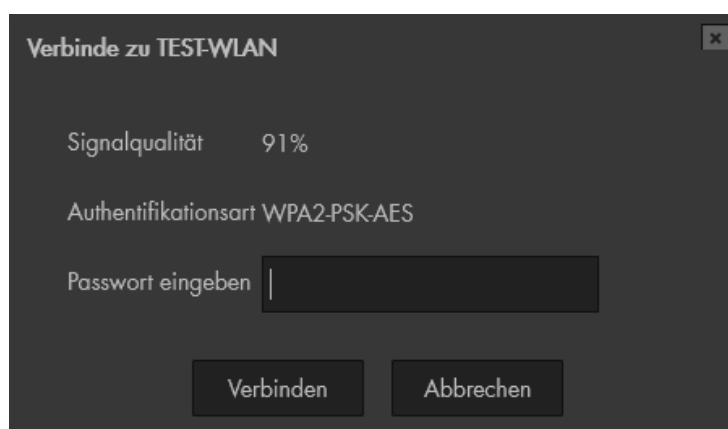 Verbinde zu TEST-WLAN
Signalqualität 91%
Authentifikationsart WPA2-PSK-AES
Passwort eingeben
Verbinden Abbrechen